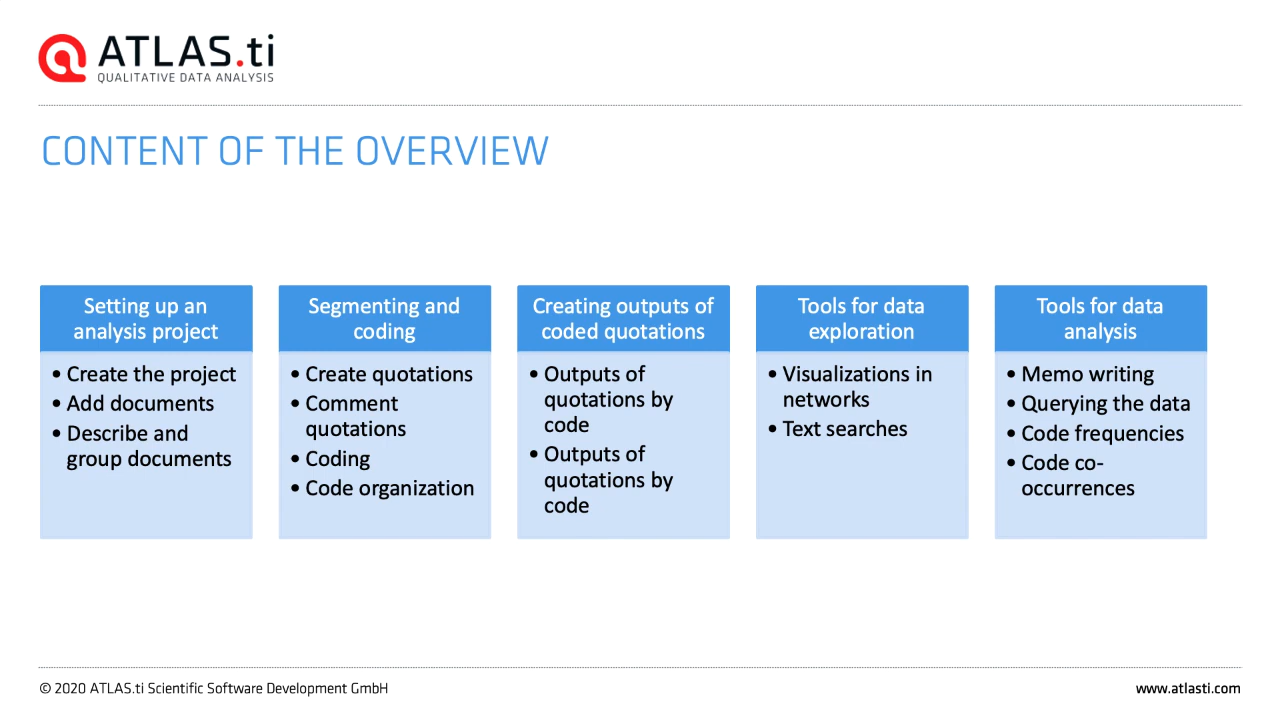 ATLAS.ti
QUALITATIVE DATA ANALYSIS
CONTENT OF THE OVERVIEW
Setting up an
analysis project
• Create the project
• Add documents
• Describe and
group documents
Segmenting and
coding
• Create quotations
• Comment
quotations
• Coding
• Code organization
Creating outputs of
coded quotations
• Outputs of
quotations by
code
• Outputs of
quotations by
code
Tools for data
exploration
• Visualizations in
networks
• Text searches
Tools for data
analysis
• Memo writing
• Querying the data
• Code frequencies
• Code co-
occurrences
© 2020 ATLAS.ti Scientific Software Development GmbH
www.atlasti.com